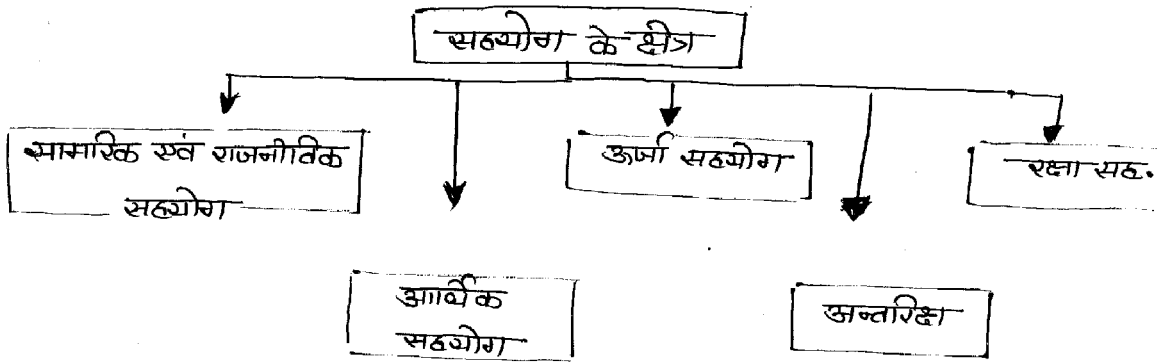 सहयोग के क्षेत्र
सामरिक एवं राजनीतिक
सहयोग
ऊर्जा सहयोग
रक्षा सह.
आर्थिक
सहयोग
अन्तरिक्ष